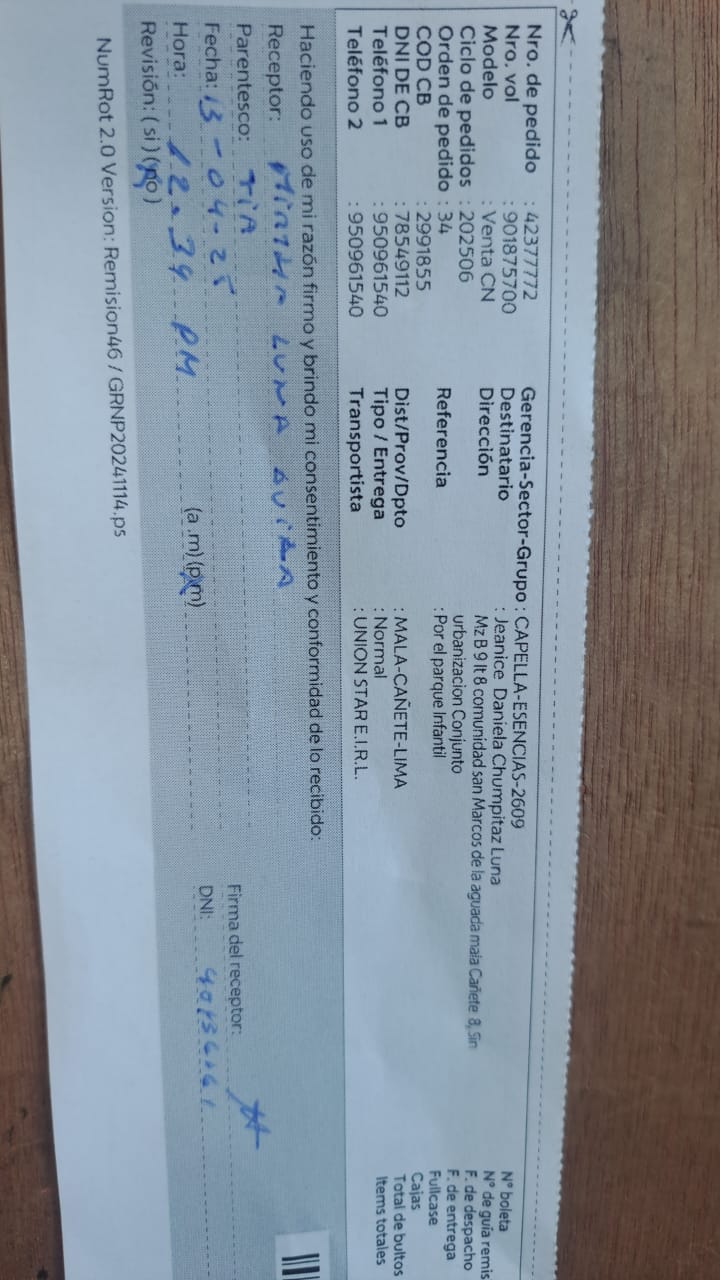 Nro. de pedido : 42377772
Nro. vol : 901875700
Modelo : Venta CN
Ciclo de pedidos : 202506
Orden de pedido : 34
COD CB : 2991855
DNI DE CB : 78549112
Teléfono 1 : 950961540
Teléfono 2 : 950961540
Gerencia-Sector-Grupo : CAPELLA-ESENCIAS-2609
Destinatario : Jeanice Daniela Chumpitaz Luna
Dirección Mz B 9 lt 8 comunidad san Marcos de la aguada mala Cañete 8, Sin
urbanizacion Conjunto
Referencia : Por el parque Infantil
Dist/Prov/Dpto : MALA-CAÑETE-LIMA
Tipo / Entrega : Normal
Transportista : UNION STAR E.I.R.L.
N° boleta
N° de guía remis
F. de despacho
F. de entrega
Fullcase
Cajas
Total de bultos
Items totales
Haciendo uso de mi razón firmo y brindo mi consentimiento y conformidad de lo recibido:
Receptor: LUNA
Parentesco: TIA
Fecha: 13-04-25
Hora: 12.34 PM (a.m) (p.m)
Revisión: (si) (no)
Firma del receptor:
DNI:
NumRot 2.0 Version: Remision46 / GRNP20241114.ps